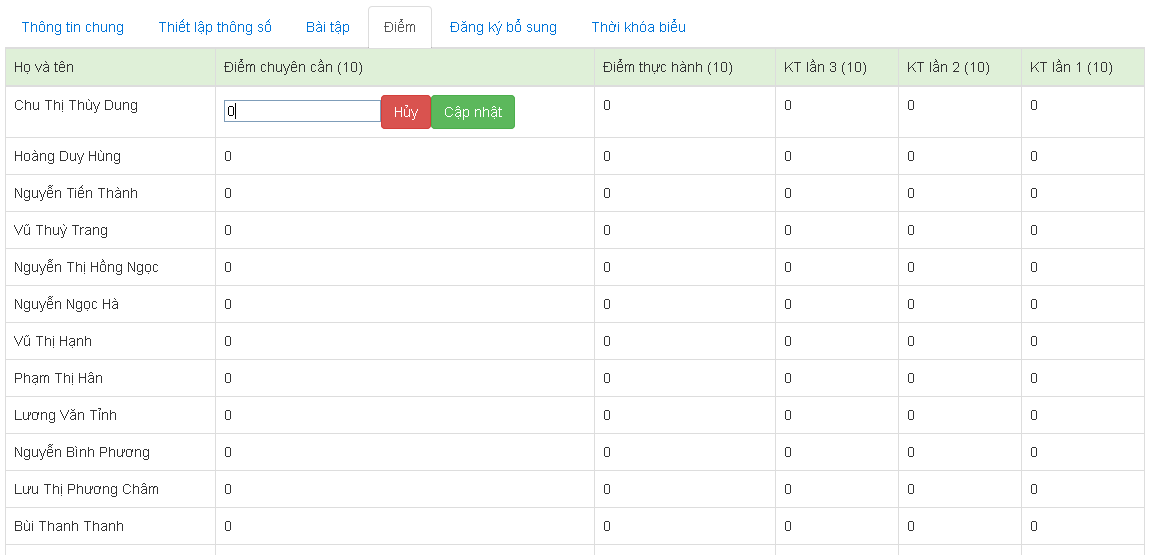 Thông tin chung Thiết lập thông số Bài tập Điểm Đăng ký bổ sung Thời khóa biểu
Họ và tên Điểm chuyên cần (10) Điểm thực hành (10) KT lần 3 (10) KT lần 2 (10) KT lần 1 (10)
Chu Thị Thùy Dung 0 Hủy Cập nhật 0 0 0 0
Hoàng Duy Hùng 0 0 0 0 0
Nguyễn Tiến Thành 0 0 0 0 0
Vũ Thuỳ Trang 0 0 0 0 0
Nguyễn Thị Hồng Ngọc 0 0 0 0 0
Nguyễn Ngọc Hà 0 0 0 0 0
Vũ Thị Hạnh 0 0 0 0 0
Phạm Thị Hân 0 0 0 0 0
Lương Văn Tỉnh 0 0 0 0 0
Nguyễn Bình Phương 0 0 0 0 0
Lưu Thị Phương Châm 0 0 0 0 0
Bùi Thanh Thanh 0 0 0 0 0